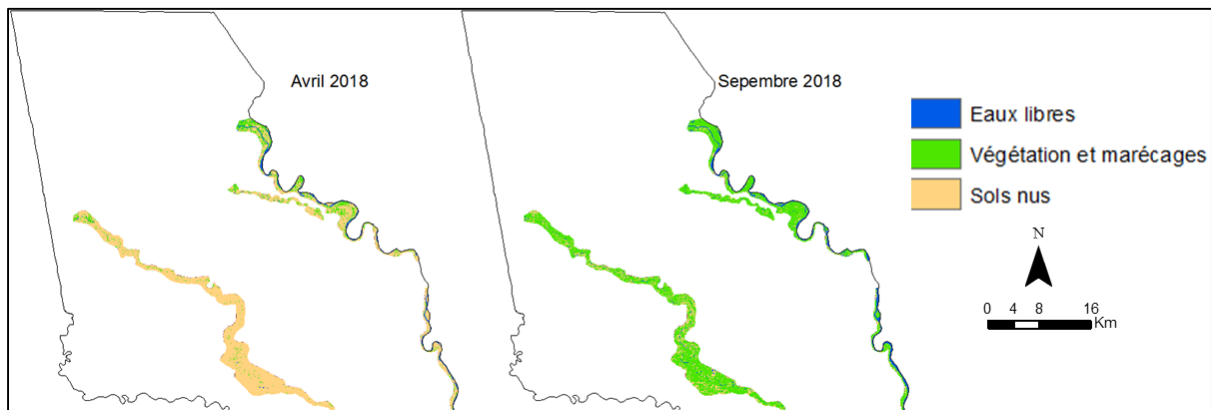 Avril 2018
Sepembre 2018
Eaux libres
Végétation et marécages
Sols nus
N
0 4 8 16
Km